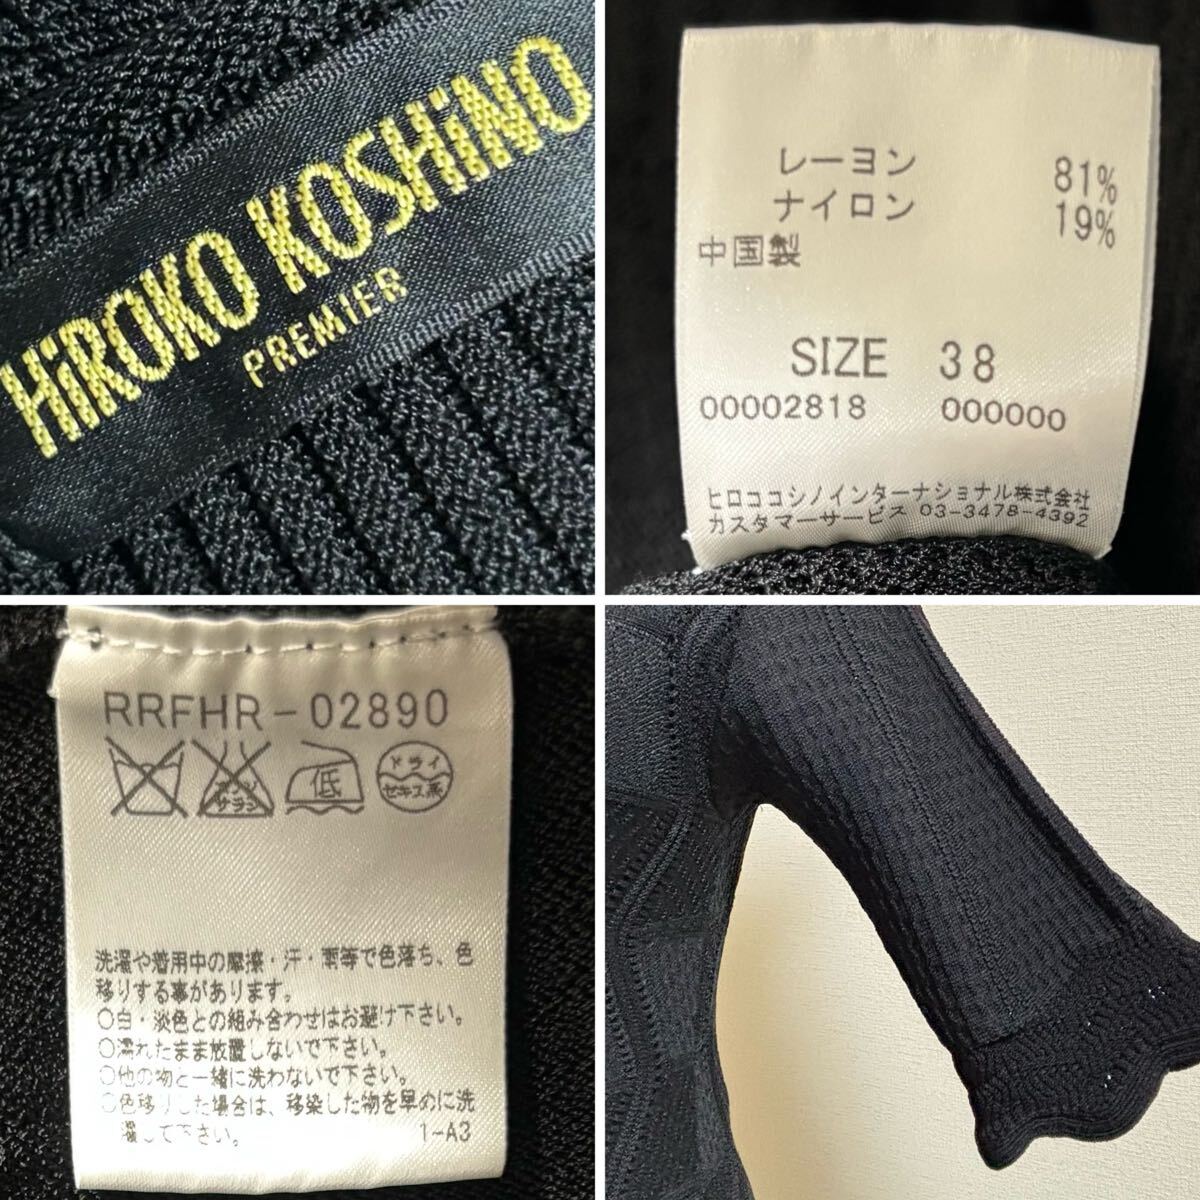 HiROKO KOSHiNO
PREMIER
レーヨン 81%
ナイロン 19%
中国製
SIZE 38
00002818 000000
ヒロココシノインターナショナル株式会社
カスタマーサービス 03-3478-4392
RRFHR-02890
エンソ
サラシ
低
ドライ
セキユ系
洗濯や着用中の摩擦・汗・雨等で色落ち、色
移りする事があります。
○白・淡色との組み合わせはお避け下さい。
○濡れたまま放置しないで下さい。
○他の物と一緒に洗わないで下さい。
○色移りした場合は、移染した物を早めに洗
濯して下さい。 1-A3